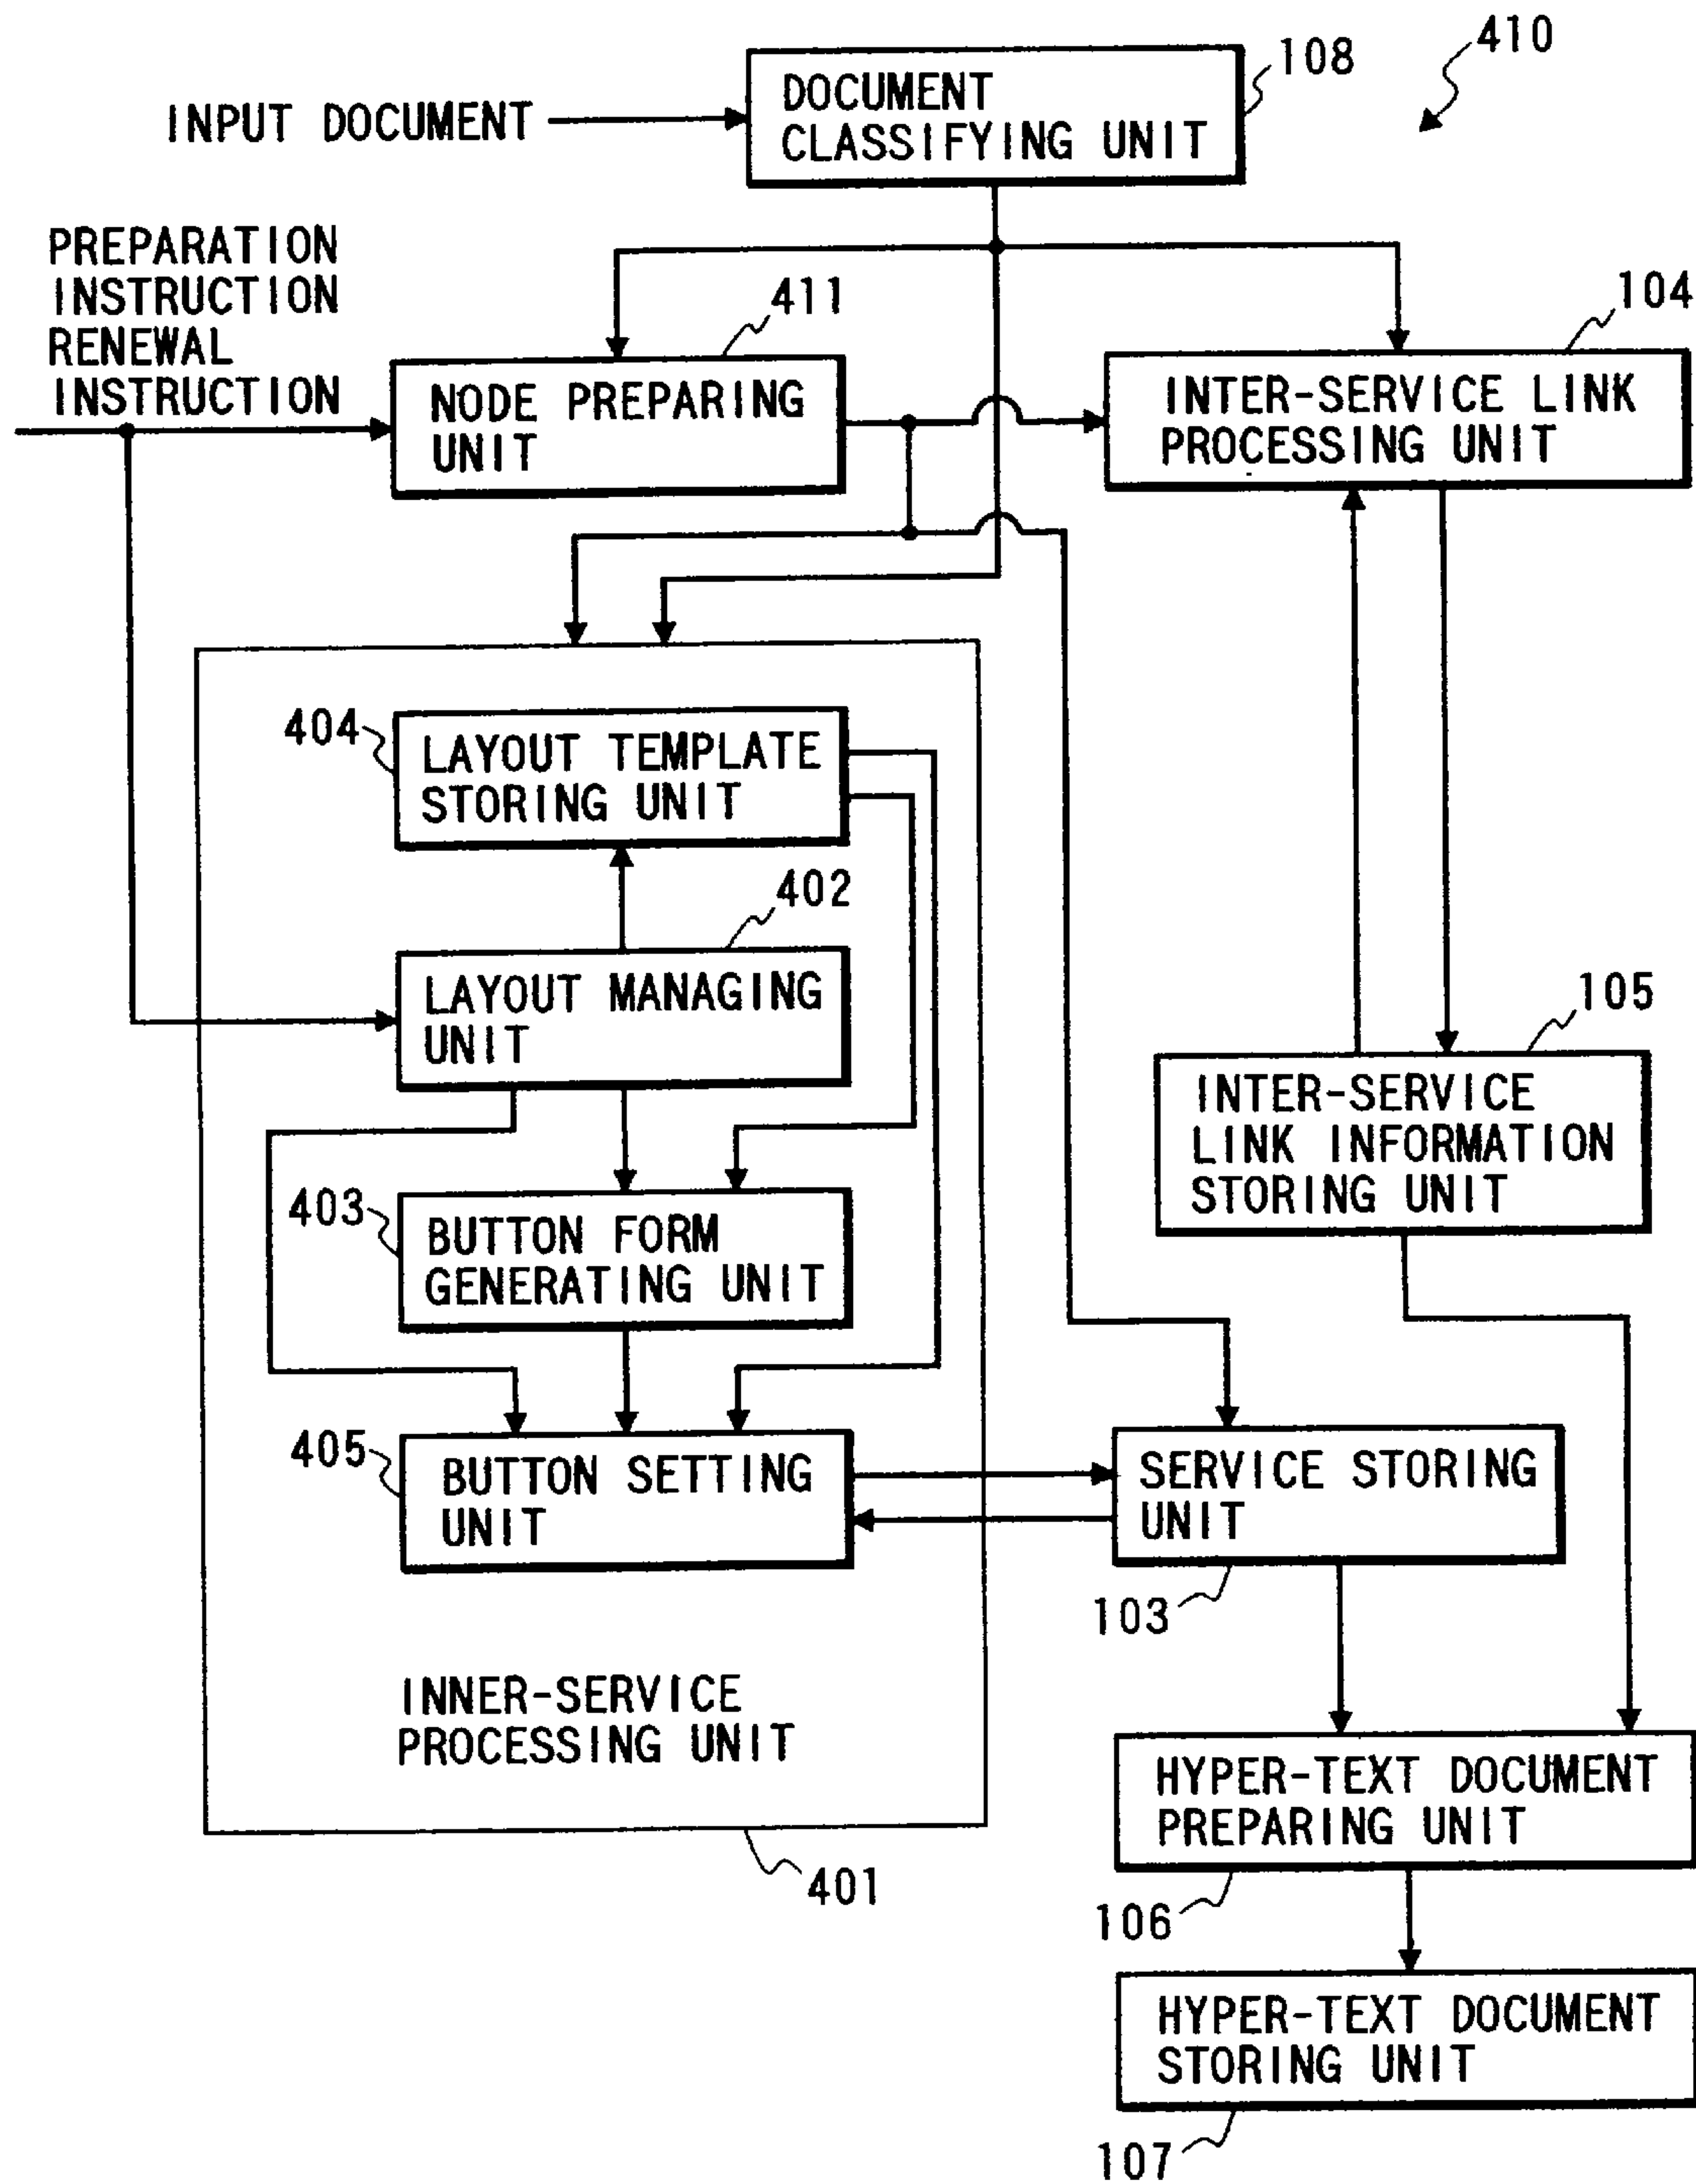 410
108
DOCUMENT
CLASSIFYING UNIT
INPUT DOCUMENT
PREPARATION
INSTRUCTION
RENEWAL
INSTRUCTION
411
104
NODE PREPARING
UNIT
INTER-SERVICE LINK
PROCESSING UNIT
404
LAYOUT TEMPLATE
STORING UNIT
402
LAYOUT MANAGING
UNIT
105
INTER-SERVICE
LINK INFORMATION
STORING UNIT
403
BUTTON FORM
GENERATING UNIT
405
BUTTON SETTING
UNIT
SERVICE STORING
UNIT
103
INNER-SERVICE
PROCESSING UNIT
401
HYPER-TEXT DOCUMENT
PREPARING UNIT
106
HYPER-TEXT DOCUMENT
STORING UNIT
107